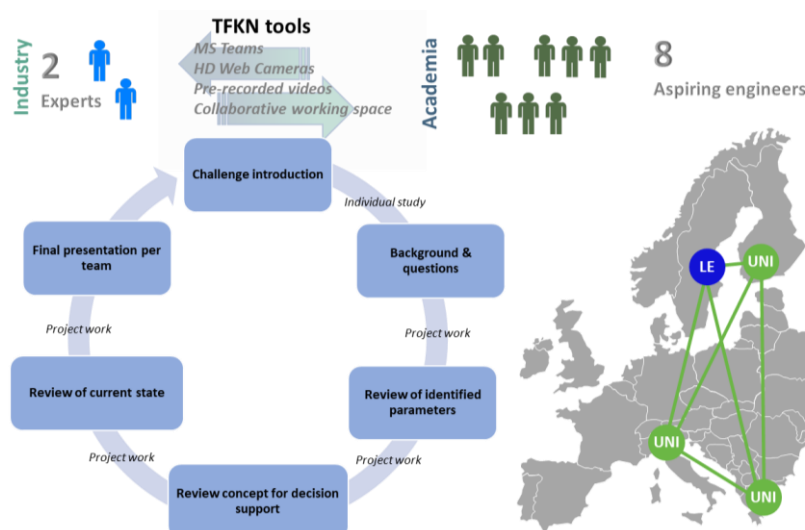 TFKN tools
MS Teams
HD Web Cameras
Pre-recorded videos
Collaborative working space
Industry
2
Experts
Academia
8
Aspiring engineers
Challenge introduction
Individual study
Background &
questions
Project work
Review of identified
parameters
Project work
Review concept for decision
support
Project work
Review of current state
Project work
Final presentation per
team
LE
UNI
UNI
UNI